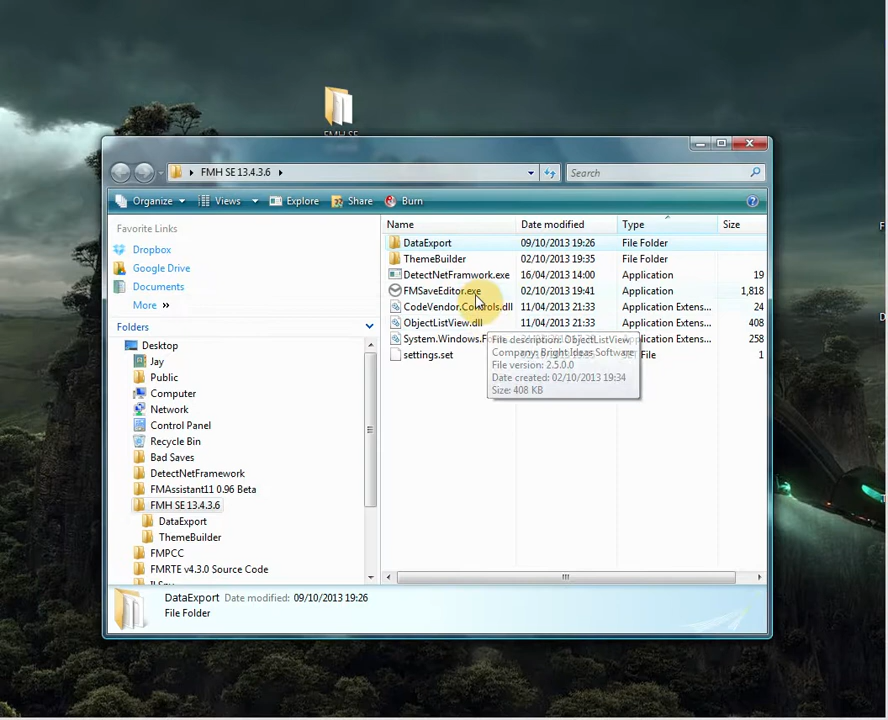 FMH SE
FMH SE 13.4.3.6
Search
Organize Views Explore Share Burn
Favorite Links
Dropbox
Google Drive
Documents
More »
Folders
Desktop
Jay
Public
Computer
Network
Control Panel
Recycle Bin
Bad Saves
DetectNetFramework
FMAssistant11 0.96 Beta
FMH SE 13.4.3.6
DataExport
ThemeBuilder
FMPCC
FMRTE v4.3.0 Source Code
ILSpy
Name Date modified Type Size
DataExport 09/10/2013 19:26 File Folder
ThemeBuilder 02/10/2013 19:35 File Folder
DetectNetFramwork.exe 16/04/2013 14:00 Application 19
FMSaveEditor.exe 02/10/2013 19:41 Application 1,818
CodeVendor.Controls.dll 11/04/2013 21:33 Application Extens... 24
ObjectListView.dll 11/04/2013 21:33 Application Extens... 408
System.Windows.F Application Extens... 258
settings.set File 1
File description: ObjectListView
Company: Bright Ideas Software
File version: 2.5.0.0
Date created: 02/10/2013 19:34
Size: 408 KB
DataExport Date modified: 09/10/2013 19:26
File Folder